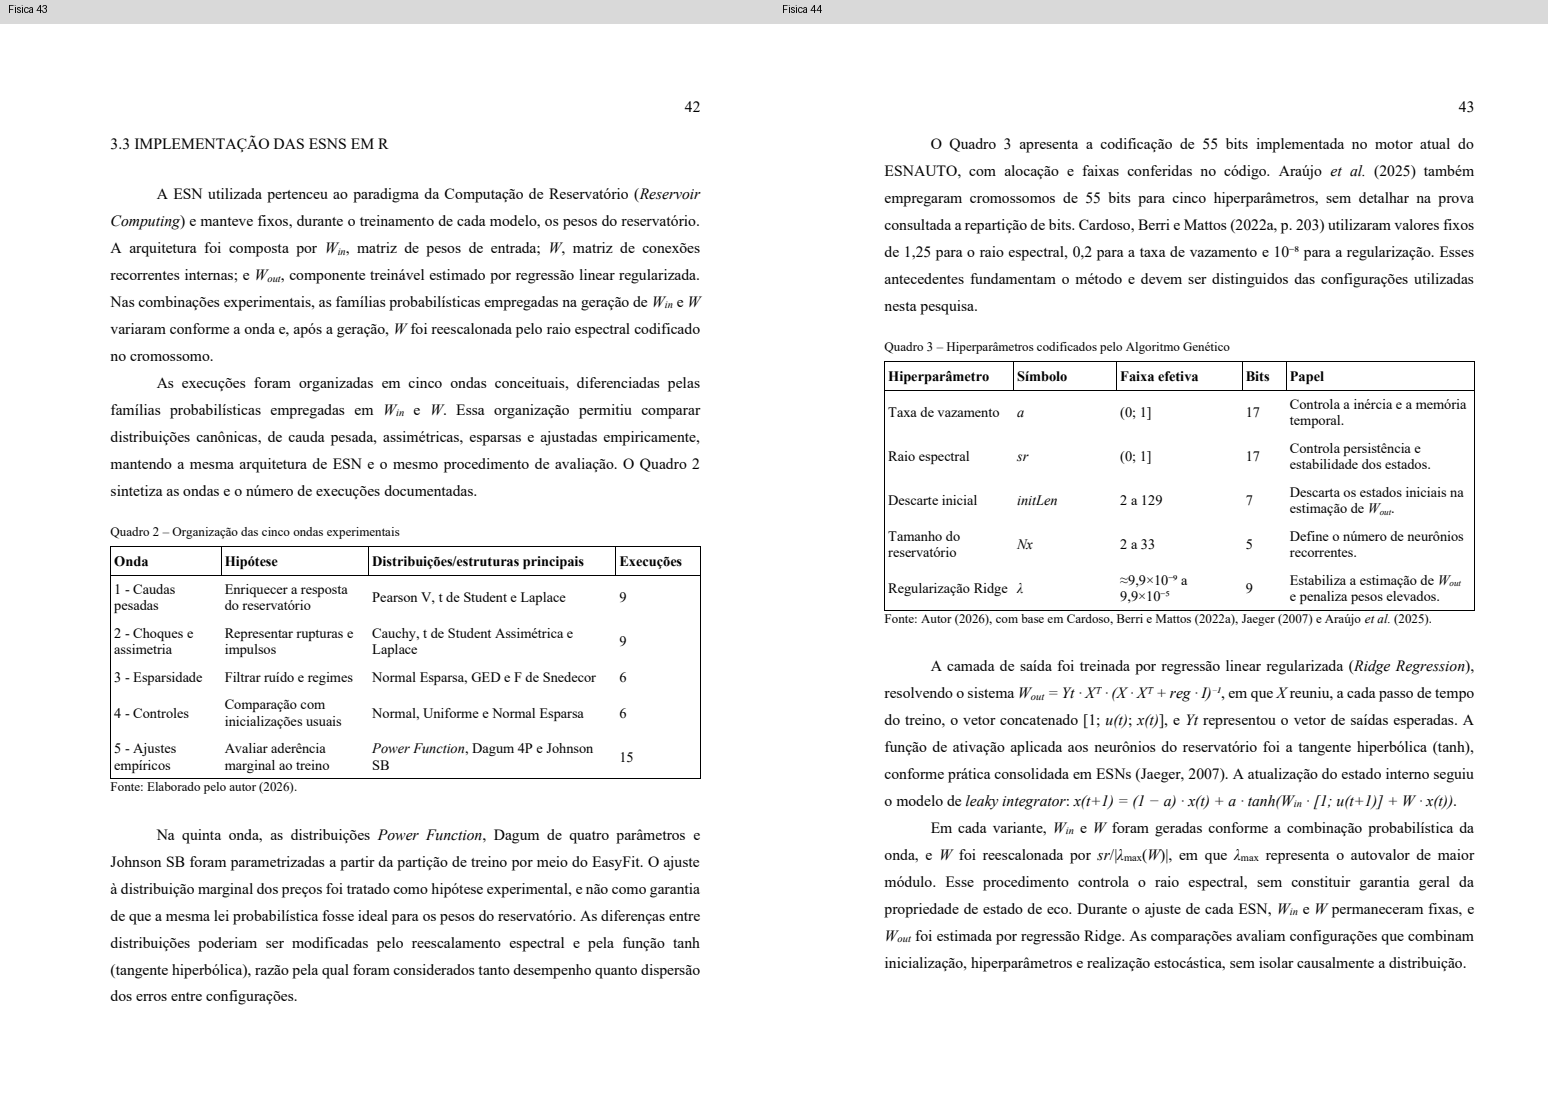 Fisica 43
42
3.3 IMPLEMENTAÇÃO DAS ESNS EM R
A ESN utilizada pertenceu ao paradigma da Computação de Reservatório (Reservoir
Computing) e manteve fixos, durante o treinamento de cada modelo, os pesos do reservatório.
A arquitetura foi composta por Win, matriz de pesos de entrada; W, matriz de conexões
recorrentes internas; e Wout, componente treinável estimado por regressão linear regularizada.
Nas combinações experimentais, as famílias probabilísticas empregadas na geração de Win e W
variaram conforme a onda e, após a geração, W foi reescalonada pelo raio espectral codificado
no cromossomo.
As execuções foram organizadas em cinco ondas conceituais, diferenciadas pelas
famílias probabilísticas empregadas em Win e W. Essa organização permitiu comparar
distribuições canônicas, de cauda pesada, assimétricas, esparsas e ajustadas empiricamente,
mantendo a mesma arquitetura de ESN e o mesmo procedimento de avaliação. O Quadro 2
sintetiza as ondas e o número de execuções documentadas.
Quadro 2 – Organização das cinco ondas experimentais
Onda Hipótese Distribuições/estruturas principais Execuções
1 - Caudas pesadas Enriquecer a resposta do reservatório Pearson V, t de Student e Laplace 9
2 - Choques e assimetria Representar rupturas e impulsos Cauchy, t de Student Assimétrica e Laplace 9
3 - Esparsidade Filtrar ruído e regimes Normal Esparsa, GED e F de Snedecor 6
4 - Controles Comparação com inicializações usuais Normal, Uniforme e Normal Esparsa 6
5 - Ajustes empíricos Avaliar aderência marginal ao treino Power Function, Dagum 4P e Johnson SB 15
Fonte: Elaborado pelo autor (2026).
Na quinta onda, as distribuições Power Function, Dagum de quatro parâmetros e
Johnson SB foram parametrizadas a partir da partição de treino por meio do EasyFit. O ajuste
à distribuição marginal dos preços foi tratado como hipótese experimental, e não como garantia
de que a mesma lei probabilística fosse ideal para os pesos do reservatório. As diferenças entre
distribuições poderiam ser modificadas pelo reescalamento espectral e pela função tanh
(tangente hiperbólica), razão pela qual foram considerados tanto desempenho quanto dispersão
dos erros entre configurações.
Fisica 44
43
O Quadro 3 apresenta a codificação de 55 bits implementada no motor atual do
ESNAUTO, com alocação e faixas conferidas no código. Araújo et al. (2025) também
empregaram cromossomos de 55 bits para cinco hiperparâmetros, sem detalhar na prova
consultada a repartição de bits. Cardoso, Berri e Mattos (2022a, p. 203) utilizaram valores fixos
de 1,25 para o raio espectral, 0,2 para a taxa de vazamento e 10⁻⁸ para a regularização. Esses
antecedentes fundamentam o método e devem ser distinguidos das configurações utilizadas
nesta pesquisa.
Quadro 3 – Hiperparâmetros codificados pelo Algoritmo Genético
Hiperparâmetro Símbolo Faixa efetiva Bits Papel
Taxa de vazamento a (0; 1] 17 Controla a inércia e a memória temporal.
Raio espectral sr (0; 1] 17 Controla persistência e estabilidade dos estados.
Descarte inicial initLen 2 a 129 7 Descarta os estados iniciais na estimação de Wout.
Tamanho do reservatório Nx 2 a 33 5 Define o número de neurônios recorrentes.
Regularização Ridge λ ≈9,9×10⁻⁹ a 9,9×10⁻⁵ 9 Estabiliza a estimação de Wout e penaliza pesos elevados.
Fonte: Autor (2026), com base em Cardoso, Berri e Mattos (2022a), Jaeger (2007) e Araújo et al. (2025).
A camada de saída foi treinada por regressão linear regularizada (Ridge Regression),
resolvendo o sistema Wout = Yt · Xᵀ · (X · Xᵀ + reg · I)⁻¹, em que X reuniu, a cada passo de tempo
do treino, o vetor concatenado [1; u(t); x(t)], e Yt representou o vetor de saídas esperadas. A
função de ativação aplicada aos neurônios do reservatório foi a tangente hiperbólica (tanh),
conforme prática consolidada em ESNs (Jaeger, 2007). A atualização do estado interno seguiu
o modelo de leaky integrator: x(t+1) = (1 − a) · x(t) + a · tanh(Win · [1; u(t+1)] + W · x(t)).
Em cada variante, Win e W foram geradas conforme a combinação probabilística da
onda, e W foi reescalonada por sr/|λmax(W)|, em que λmax representa o autovalor de maior
módulo. Esse procedimento controla o raio espectral, sem constituir garantia geral da
propriedade de estado de eco. Durante o ajuste de cada ESN, Win e W permaneceram fixas, e
Wout foi estimada por regressão Ridge. As comparações avaliam configurações que combinam
inicialização, hiperparâmetros e realização estocástica, sem isolar causalmente a distribuição.